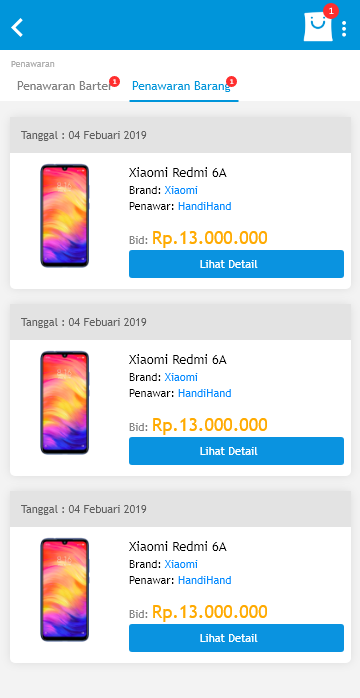 1
Penawaran
Penawaran Barter 1 Penawaran Barang 1
Tanggal : 04 Febuari 2019
Xiaomi Redmi 6A
Brand: Xiaomi
Penawar: HandiHand
Bid: Rp.13.000.000
Lihat Detail
Tanggal : 04 Febuari 2019
Xiaomi Redmi 6A
Brand: Xiaomi
Penawar: HandiHand
Bid: Rp.13.000.000
Lihat Detail
Tanggal : 04 Febuari 2019
Xiaomi Redmi 6A
Brand: Xiaomi
Penawar: HandiHand
Bid: Rp.13.000.000
Lihat Detail